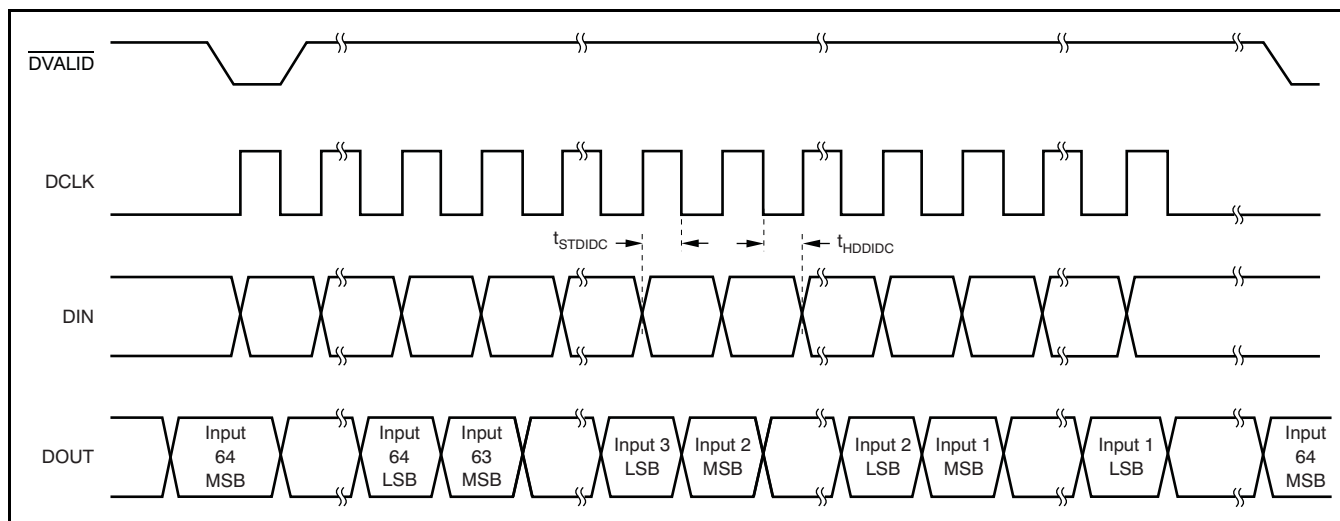 DVALID
DCLK
tSTDIDC
tHDDIDC
DIN
DOUT
Input
64
MSB
Input
64
LSB
Input
63
MSB
Input 3
LSB
Input 2
MSB
Input 2
LSB
Input 1
MSB
Input 1
LSB
Input
64
MSB